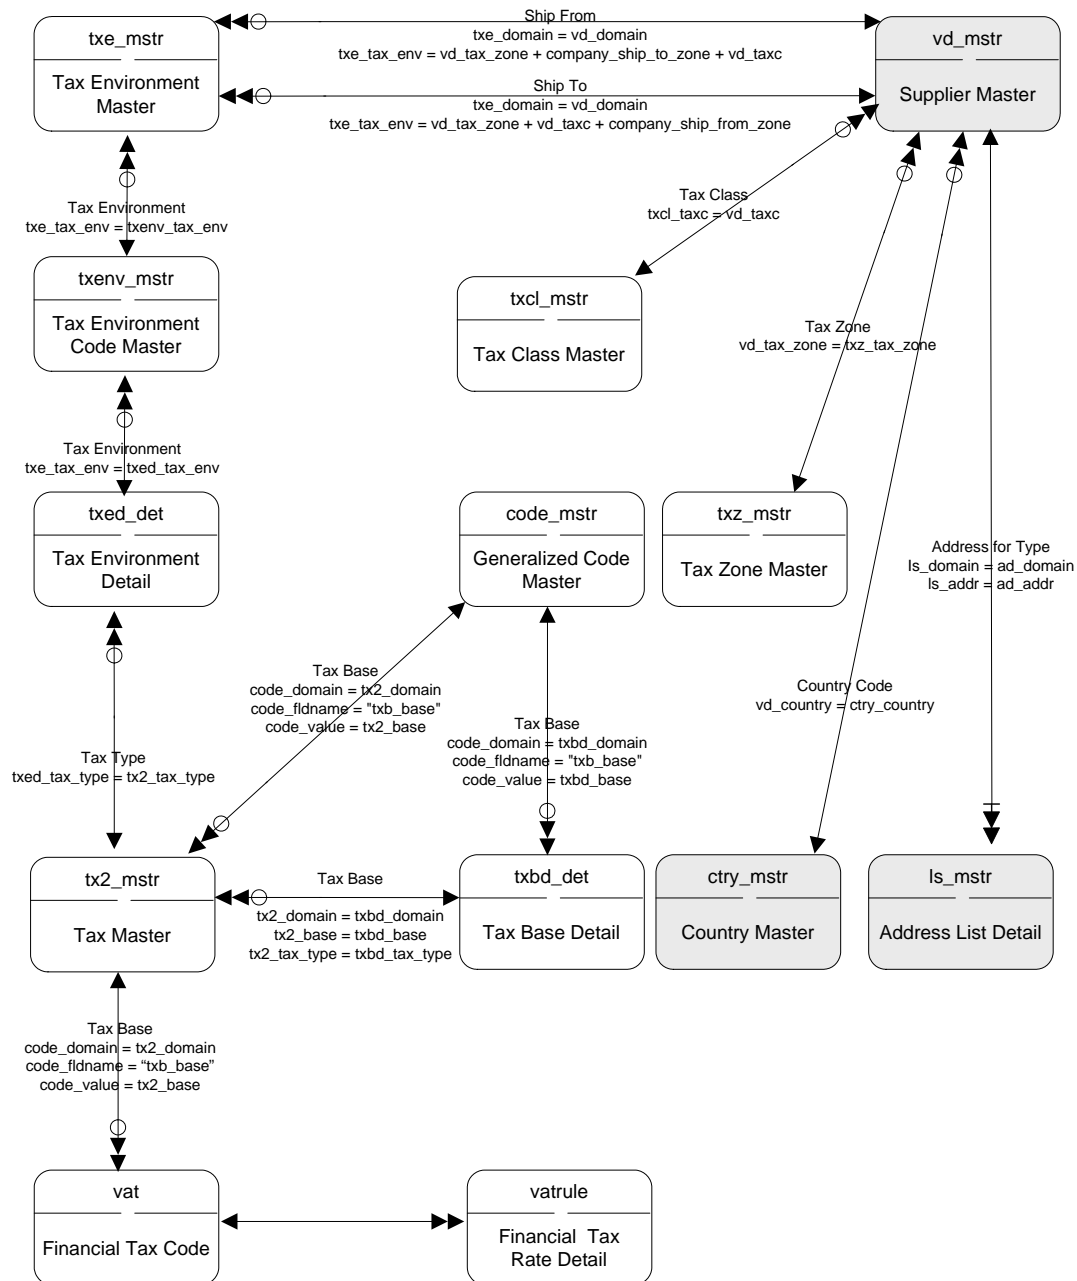 Ship From
txe_domain = vd_domain
txe_tax_env = vd_tax_zone + company_ship_to_zone + vd_taxc
txe_mstr
Tax Environment
Master
vd_mstr
Supplier Master
Ship To
txe_domain = vd_domain
txe_tax_env = vd_tax_zone + vd_taxc + company_ship_from_zone
Tax Environment
txe_tax_env = txenv_tax_env
Tax Class
txcl_taxc = vd_taxc
txenv_mstr
Tax Environment
Code Master
txcl_mstr
Tax Class Master
Tax Zone
vd_tax_zone = txz_tax_zone
Tax Environment
txe_tax_env = txed_tax_env
txed_det
Tax Environment
Detail
code_mstr
Generalized Code
Master
txz_mstr
Tax Zone Master
Address for Type
ls_domain = ad_domain
ls_addr = ad_addr
Tax Base
code_domain = tx2_domain
code_fldname = "txb_base"
code_value = tx2_base
Country Code
vd_country = ctry_country
Tax Base
code_domain = txbd_domain
code_fldname = "txb_base"
code_value = txbd_base
Tax Type
txed_tax_type = tx2_tax_type
tx2_mstr
Tax Master
Tax Base
tx2_domain = txbd_domain
tx2_base = txbd_base
tx2_tax_type = txbd_tax_type
txbd_det
Tax Base Detail
ctry_mstr
Country Master
ls_mstr
Address List Detail
Tax Base
code_domain = tx2_domain
code_fldname = “txb_base”
code_value = tx2_base
vat
Financial Tax Code
vatrule
Financial Tax
Rate Detail